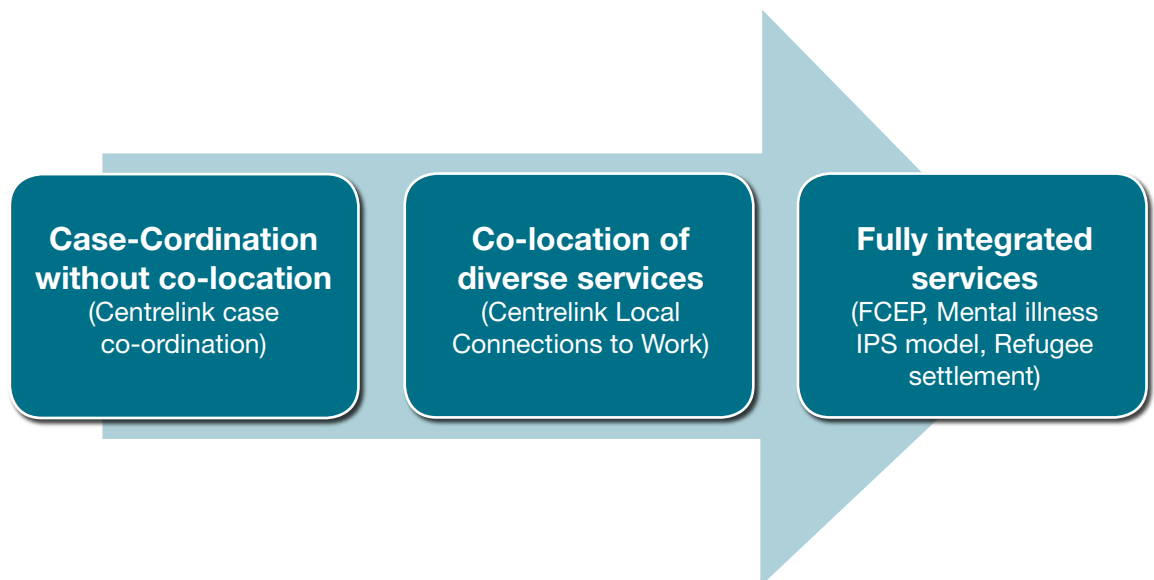 Case-Cordination
without co-location
(Centrelink case
co-ordination)
Co-location of
diverse services
(Centrelink Local
Connections to Work)
Fully integrated
services
(FCEP, Mental illness
IPS model, Refugee
settlement)